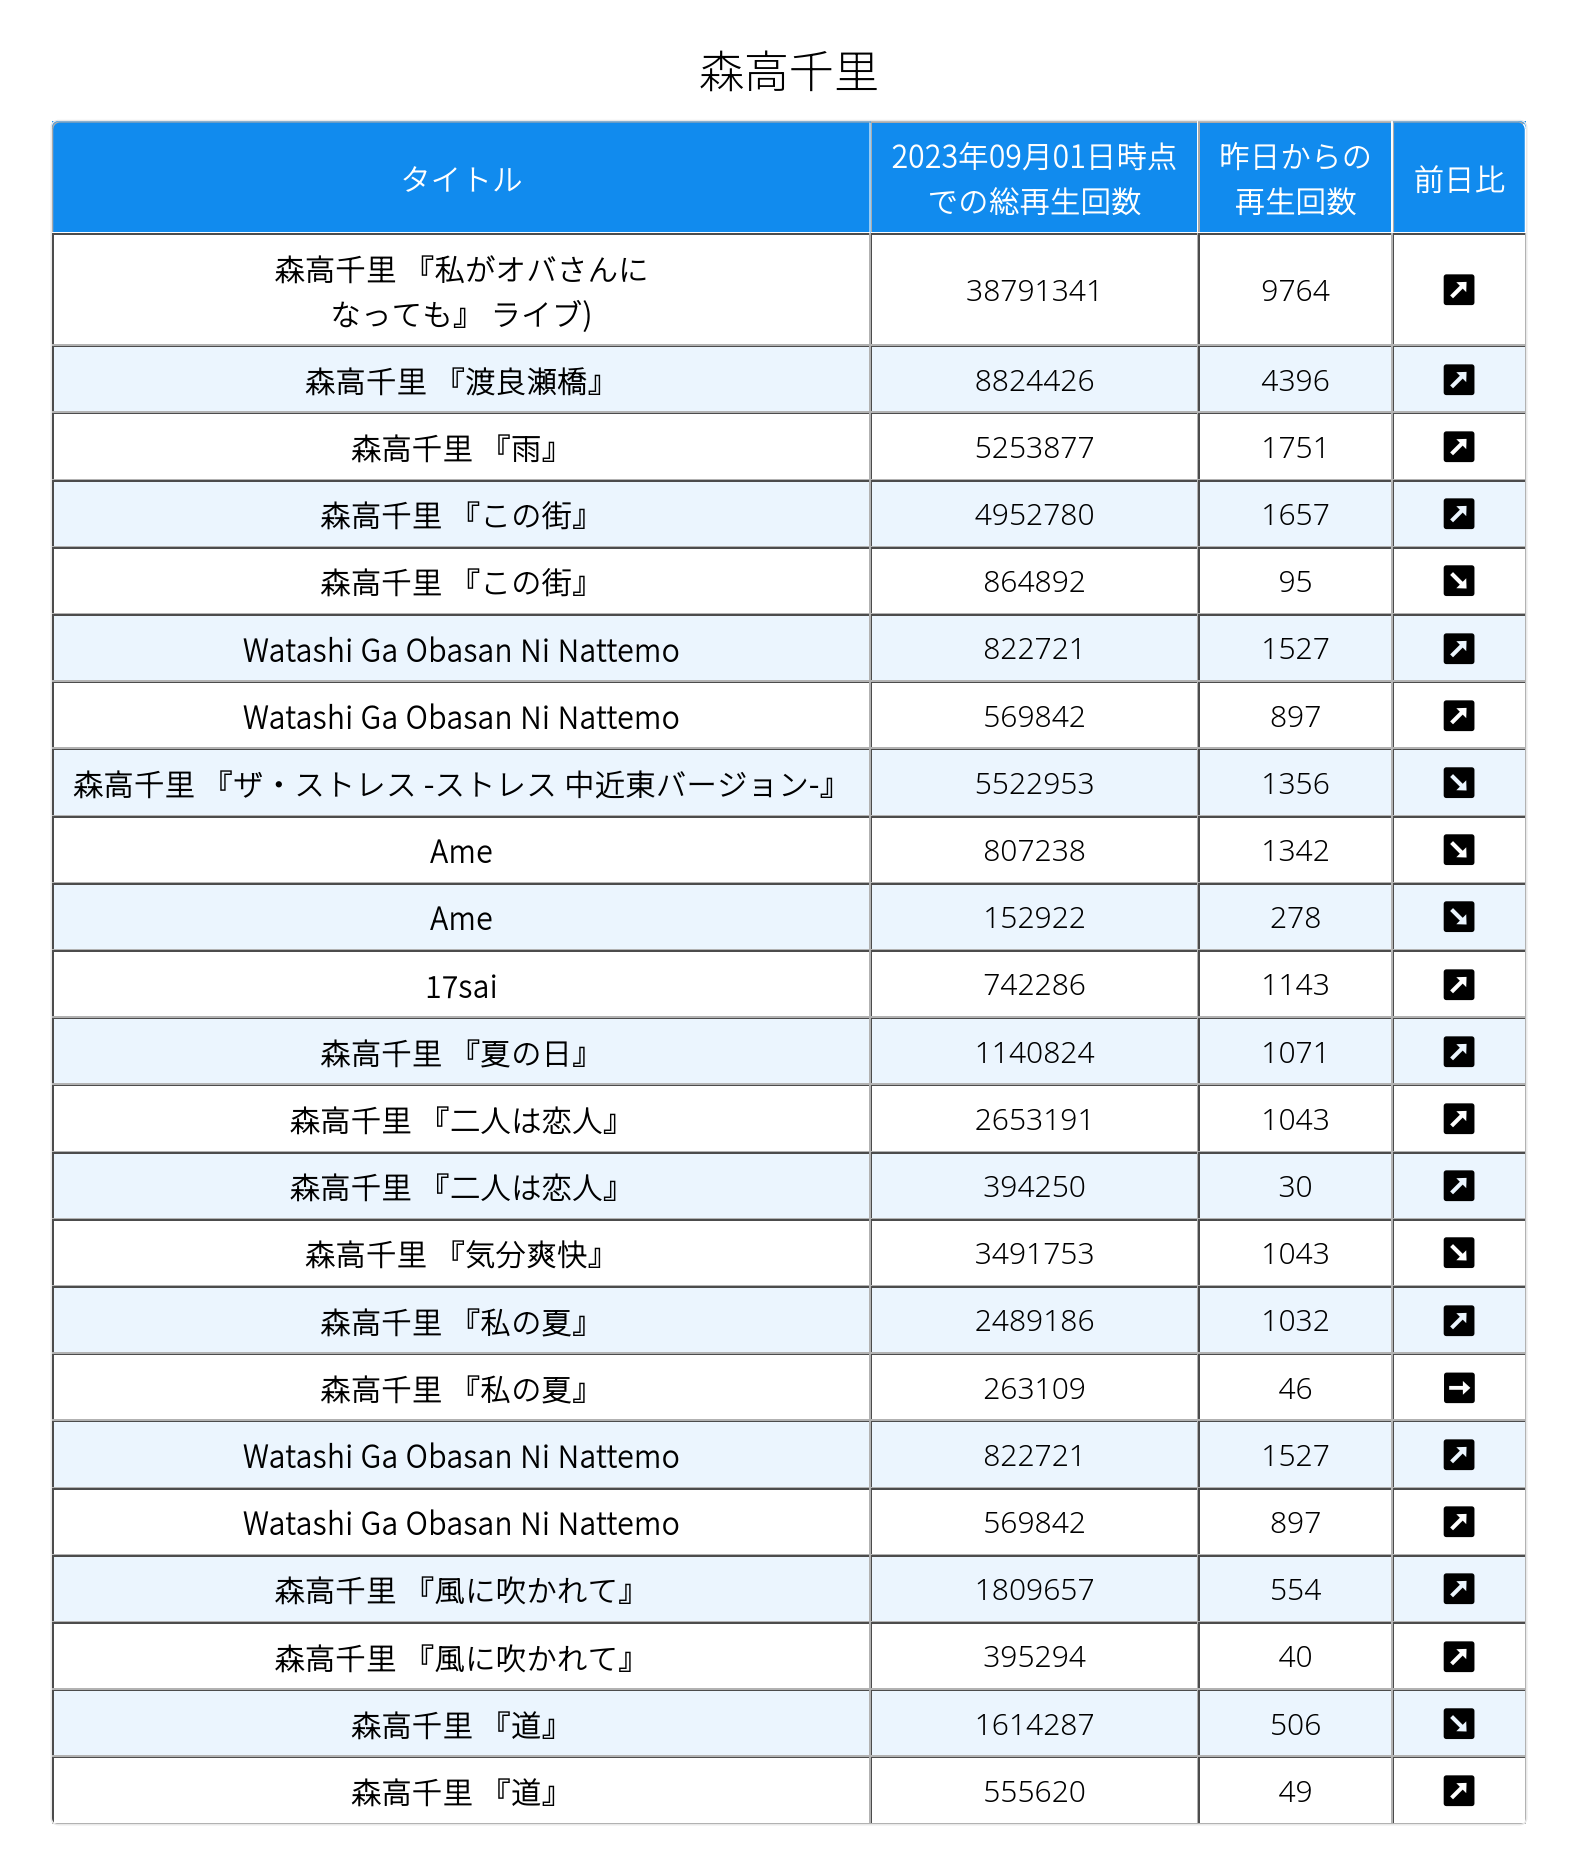 森高千里
タイトル
2023年09月01日時点
での総再生回数
昨日からの
再生回数
前日比
森高千里 『私がオバさんに
なっても』 ライブ)
38791341
9764
森高千里 『渡良瀬橋』
8824426
4396
森高千里 『雨』
5253877
1751
森高千里 『この街』
4952780
1657
森高千里 『この街』
864892
95
Watashi Ga Obasan Ni Nattemo
822721
1527
Watashi Ga Obasan Ni Nattemo
569842
897
森高千里 『ザ・ストレス -ストレス 中近東バージョン-』
5522953
1356
Ame
807238
1342
Ame
152922
278
17sai
742286
1143
森高千里 『夏の日』
1140824
1071
森高千里 『二人は恋人』
2653191
1043
森高千里 『二人は恋人』
394250
30
森高千里 『気分爽快』
3491753
1043
森高千里 『私の夏』
2489186
1032
森高千里 『私の夏』
263109
46
Watashi Ga Obasan Ni Nattemo
822721
1527
Watashi Ga Obasan Ni Nattemo
569842
897
森高千里 『風に吹かれて』
1809657
554
森高千里 『風に吹かれて』
395294
40
森高千里 『道』
1614287
506
森高千里 『道』
555620
49